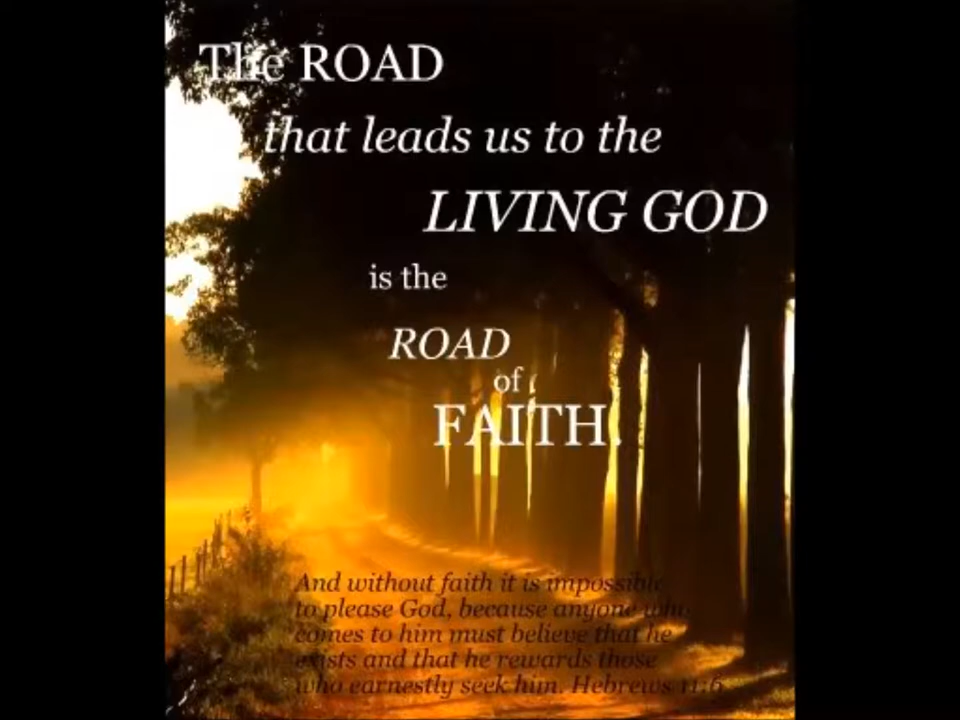 The ROAD
that leads us to the
LIVING GOD
is the
ROAD
of
FAITH.
And without faith it is impossible
to please God, because anyone who
comes to him must believe that he
exists and that he rewards those
who earnestly seek him. Hebrews 11:6